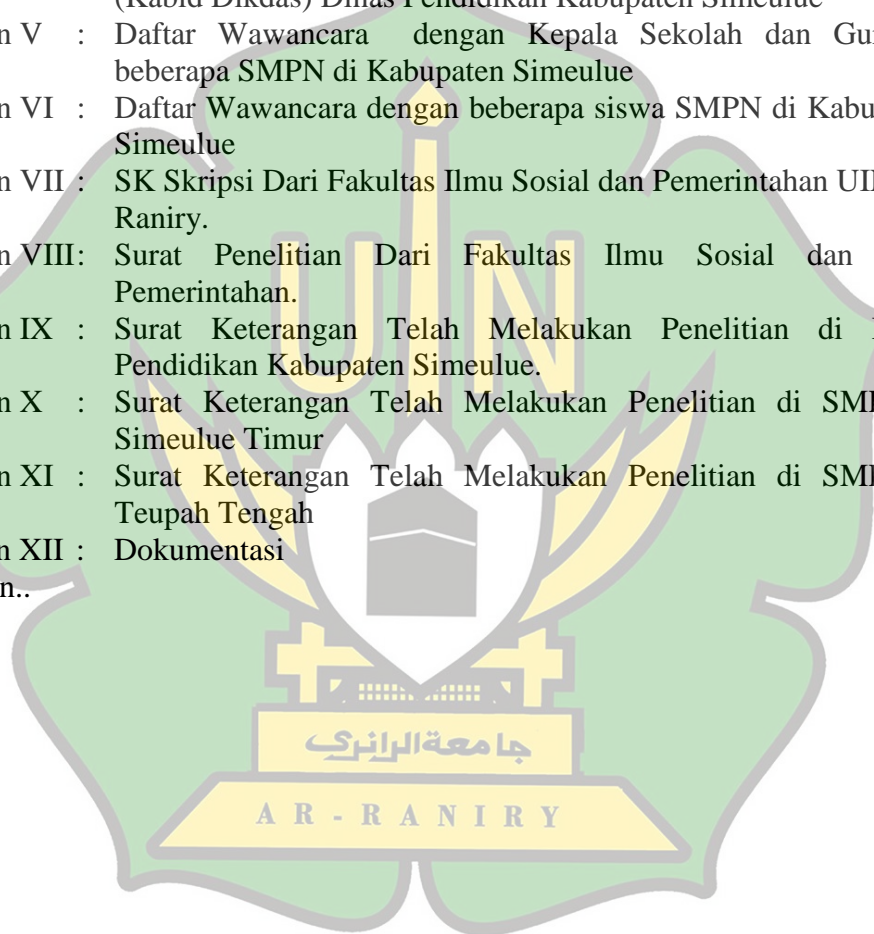 (Kabid Dikdas) Dinas Pendidikan Kabupaten Simeulue
n V : Daftar Wawancara dengan Kepala Sekolah dan Gu
beberapa SMPN di Kabupaten Simeulue
n VI : Daftar Wawancara dengan beberapa siswa SMPN di Kabu
Simeulue
n VII : SK Skripsi Dari Fakultas Ilmu Sosial dan Pemerintahan UI
Raniry.
n VIII: Surat Penelitian Dari Fakultas Ilmu Sosial dan
Pemerintahan.
n IX : Surat Keterangan Telah Melakukan Penelitian di
Pendidikan Kabupaten Simeulue.
n X : Surat Keterangan Telah Melakukan Penelitian di SM
Simeulue Timur
n XI : Surat Keterangan Telah Melakukan Penelitian di SM
Teupah Tengah
n XII : Dokumentasi
n..
UIN
جامعةالرانري
AR-RANIRY